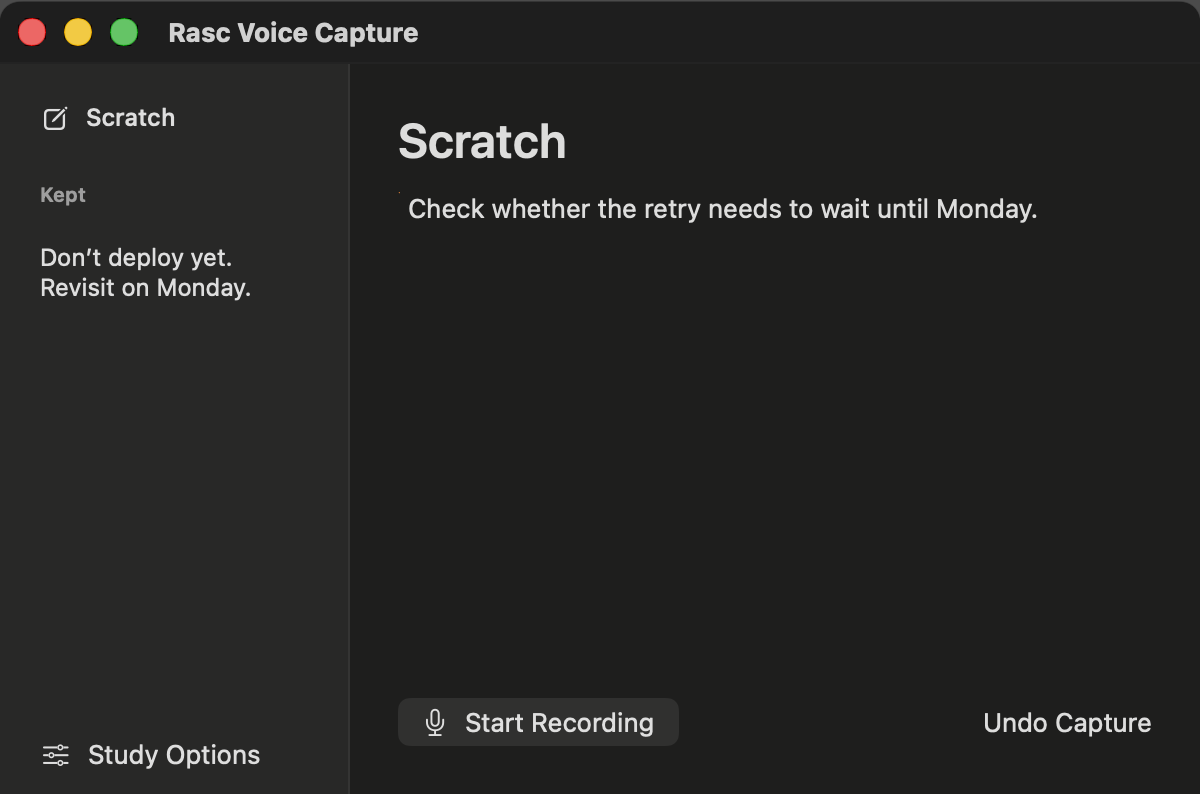 Rasc Voice Capture
Scratch
Kept
Don’t deploy yet.
Revisit on Monday.
Study Options
Scratch
Check whether the retry needs to wait until Monday.
Start Recording
Undo Capture